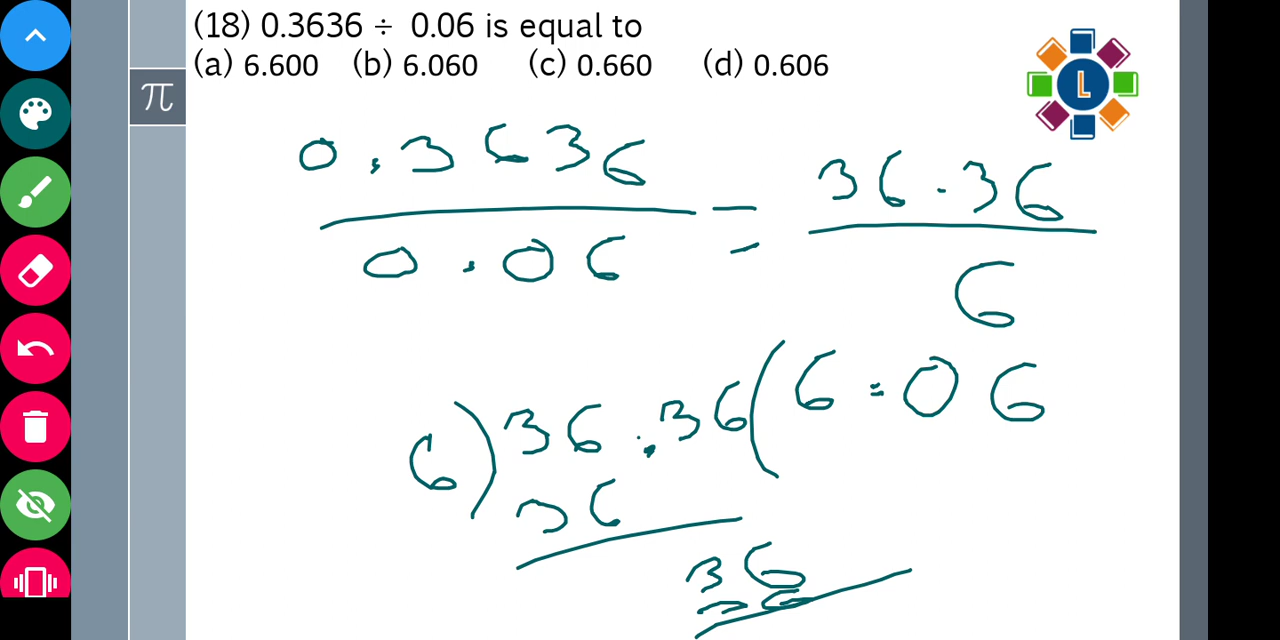 (18) 0.3636 ÷ 0.06 is equal to
(a) 6.600 (b) 6.060 (c) 0.660 (d) 0.606
L
π
0.3636 = 36.36
0.06 6
6) 36.36 ( 6.06
36
36
36